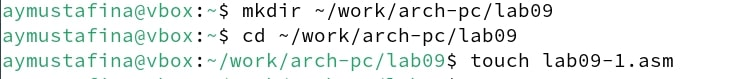 aymustafina@vbox:~$ mkdir ~/work/arch-pc/lab09
aymustafina@vbox:~$ cd ~/work/arch-pc/lab09
aymustafina@vbox:~/work/arch-pc/lab09$ touch lab09-1.asm